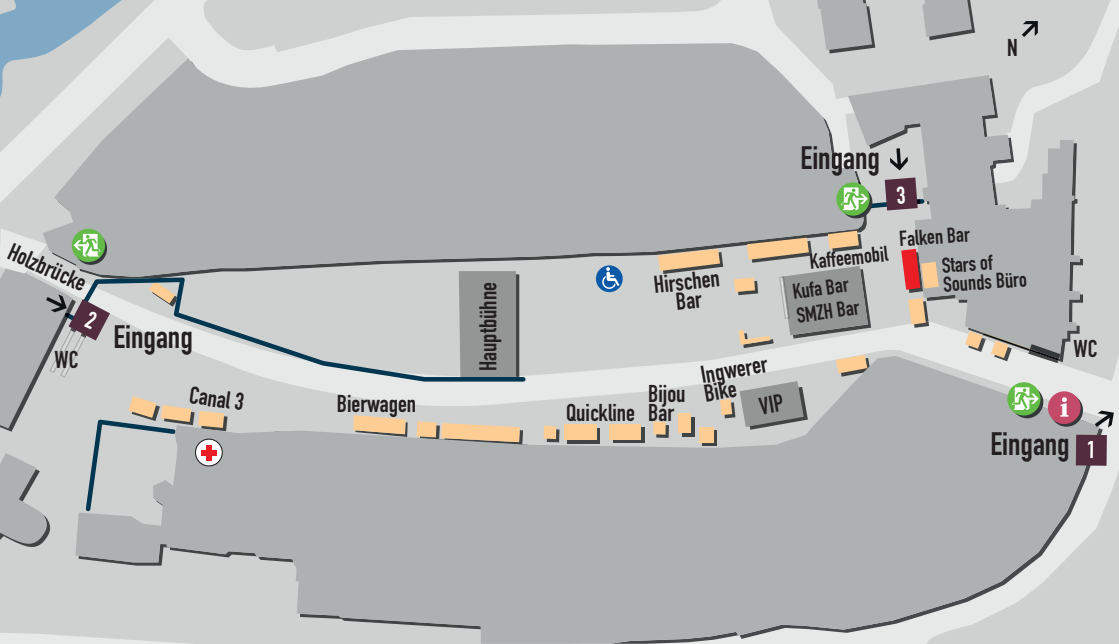 N
Eingang
3
Falken Bar
Holzbrücke
Kaffeemobil
Stars of
Sounds Büro
Hirschen
Bar
Kufa Bar
SMZH Bar
Hauptbühne
2
Eingang
WC
WC
Ingwerer
Bike
Canal 3
Bierwagen
Quickline
Bijou
Bar
VIP
i
Eingang
1